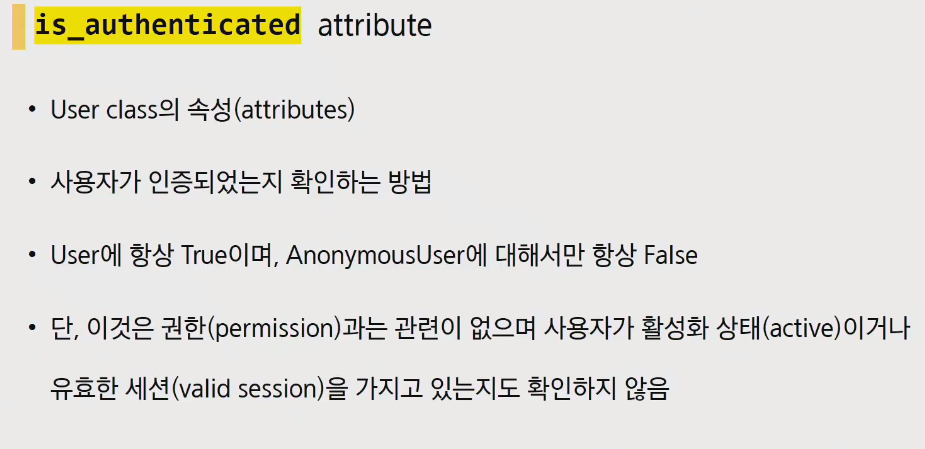 is_authenticated attribute
• User class의 속성(attributes)
• 사용자가 인증되었는지 확인하는 방법
• User에 항상 True이며, AnonymousUser에 대해서만 항상 False
• 단, 이것은 권한(permission)과는 관련이 없으며 사용자가 활성화 상태(active)이거나
유효한 세션(valid session)을 가지고 있는지도 확인하지 않음